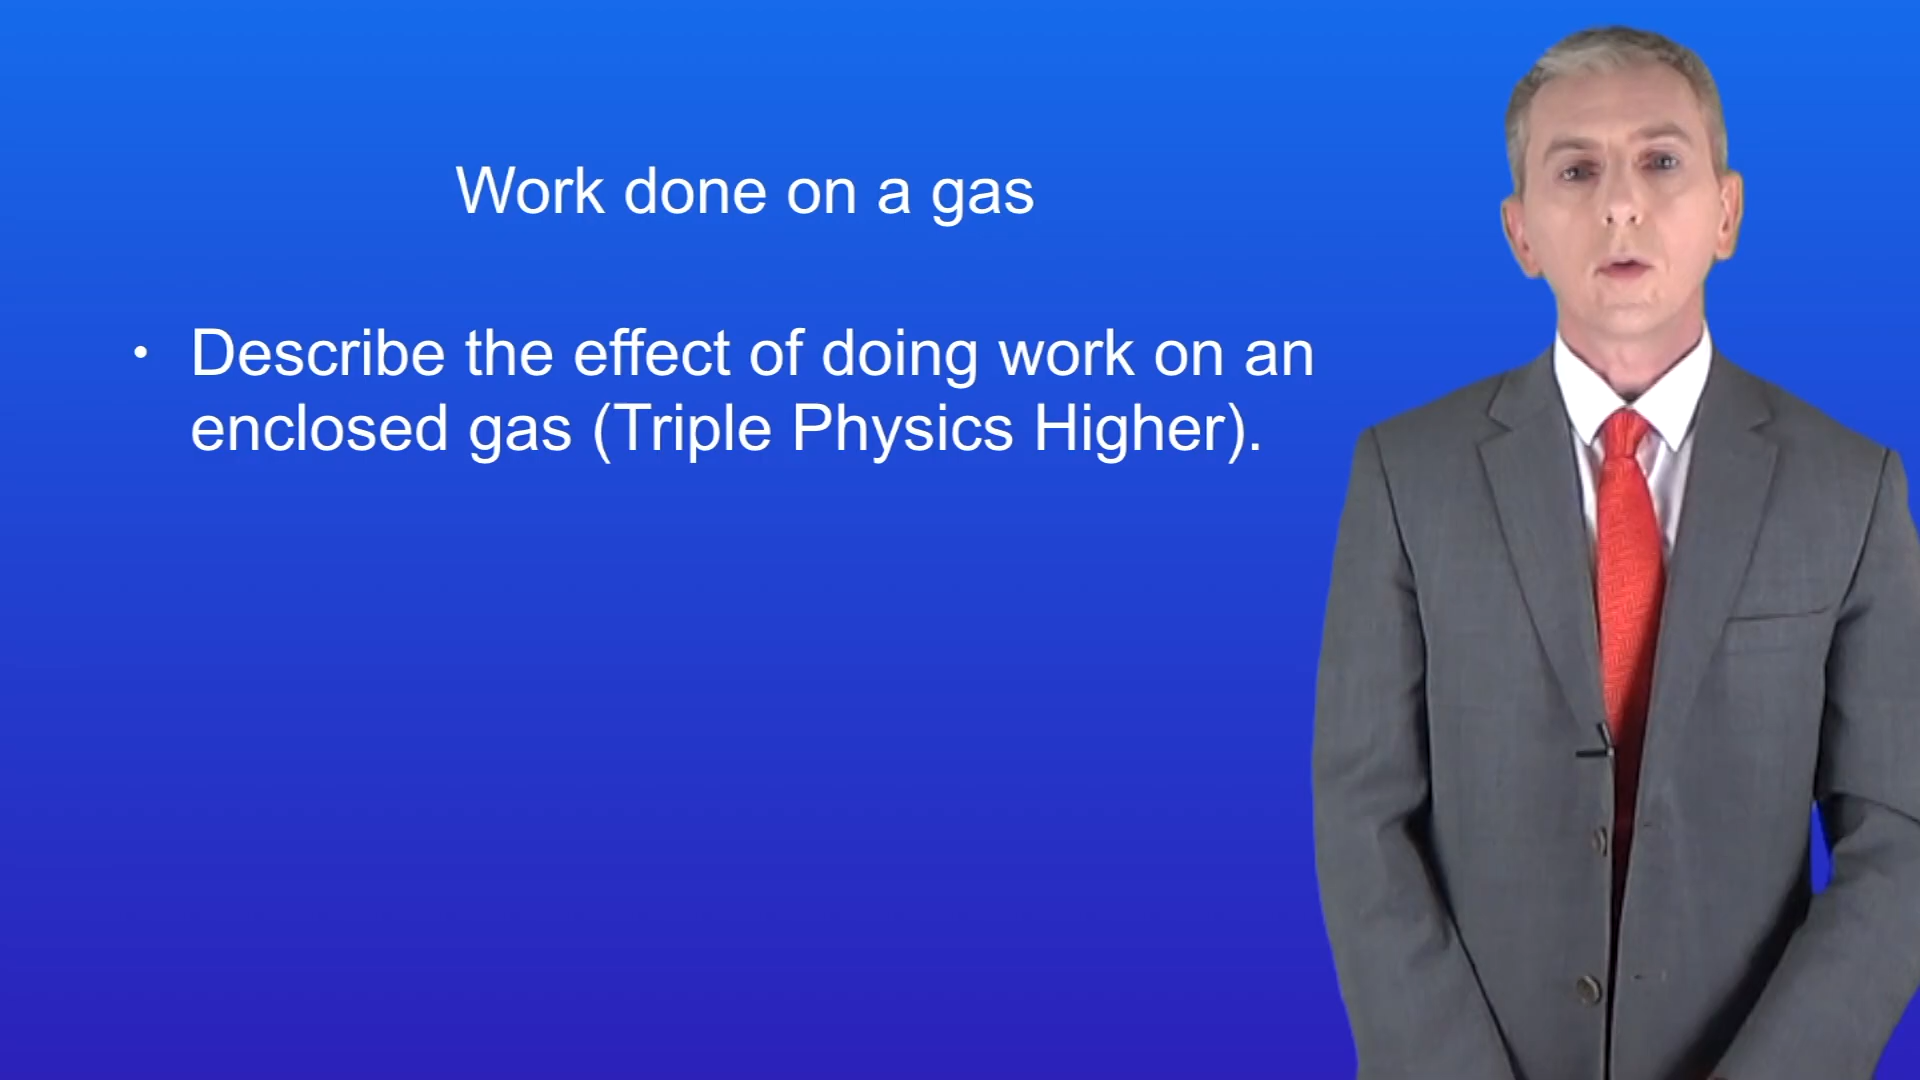 Work done on a gas
• Describe the effect of doing work on an
enclosed gas (Triple Physics Higher).